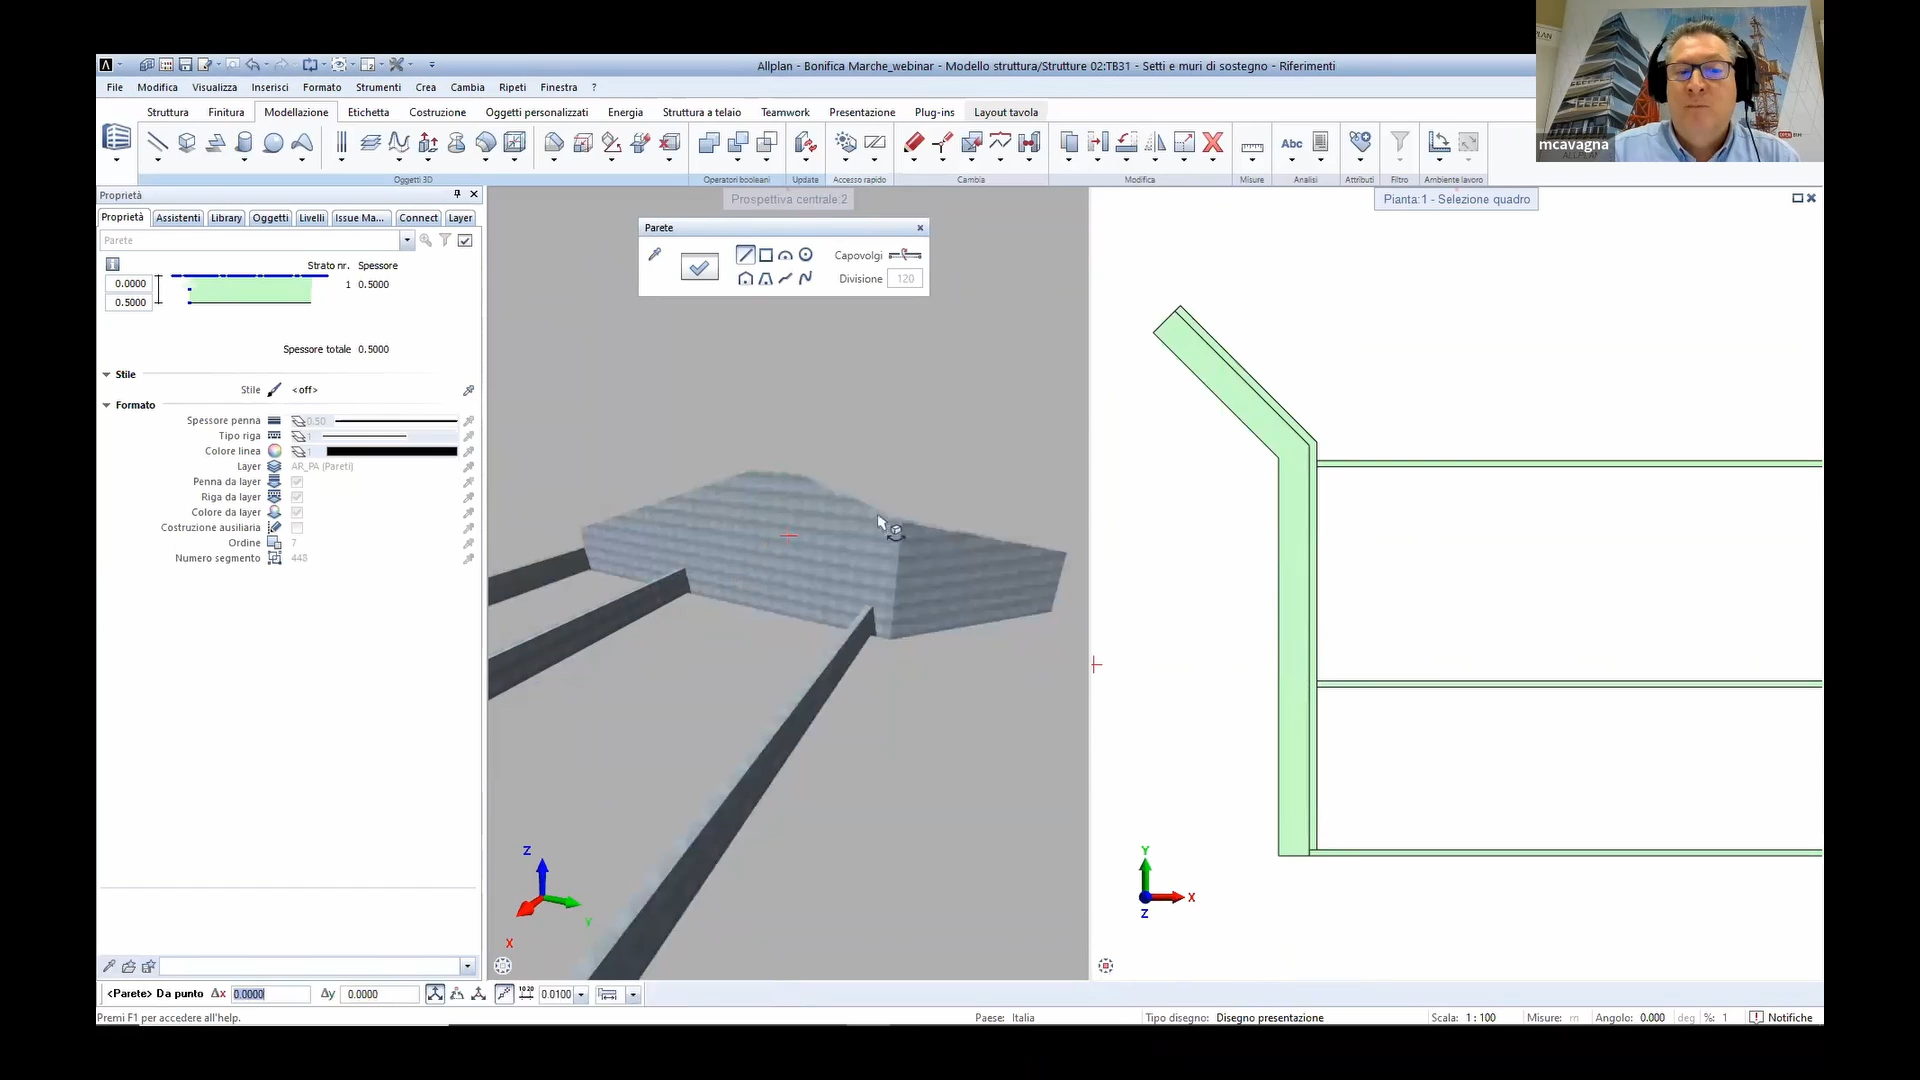 Allplan - Bonifica Marche_webinar - Modello struttura/Strutture 02:TB31 - Setti e muri di sostegno - Riferimenti
File Modifica Visualizza Inserisci Formato Strumenti Crea Cambia Ripeti Finestra ?
Struttura Finitura Modellazione Etichetta Costruzione Oggetti personalizzati Energia Struttura a telaio Teamwork Presentazione Plug-ins Layout tavola
Abc
Oggetti 3D Operatori booleani Update Accesso rapido Cambia Modifica Misure Analisi Attributi Filtro Ambiente lavoro
mcavagna
Proprietà
Proprietà Assistenti Library Oggetti Livelli Issue Ma... Connect Layer
Parete
Strato nr. Spessore
0.0000
1 0.5000
0.5000
Spessore totale 0.5000
Stile
Stile <off>
Formato
Spessore penna 0.50
Tipo riga 1
Colore linea 1
Layer AR_PA (Pareti)
Penna da layer
Riga da layer
Colore da layer
Costruzione ausiliaria
Ordine 7
Numero segmento 448
Prospettiva centrale:2
Parete
Capovolgi
Divisione 120
Z
Y
X
Pianta:1 - Selezione quadro
Y
X
Z
<Parete> Da punto Δx 0.0000 Δy 0.0000 0.0100
Premi F1 per accedere all'help.
Paese: Italia
Tipo disegno: Disegno presentazione
Scala: 1 : 100
Misure: m
Angolo: 0.000 deg
%: 1
Notifiche